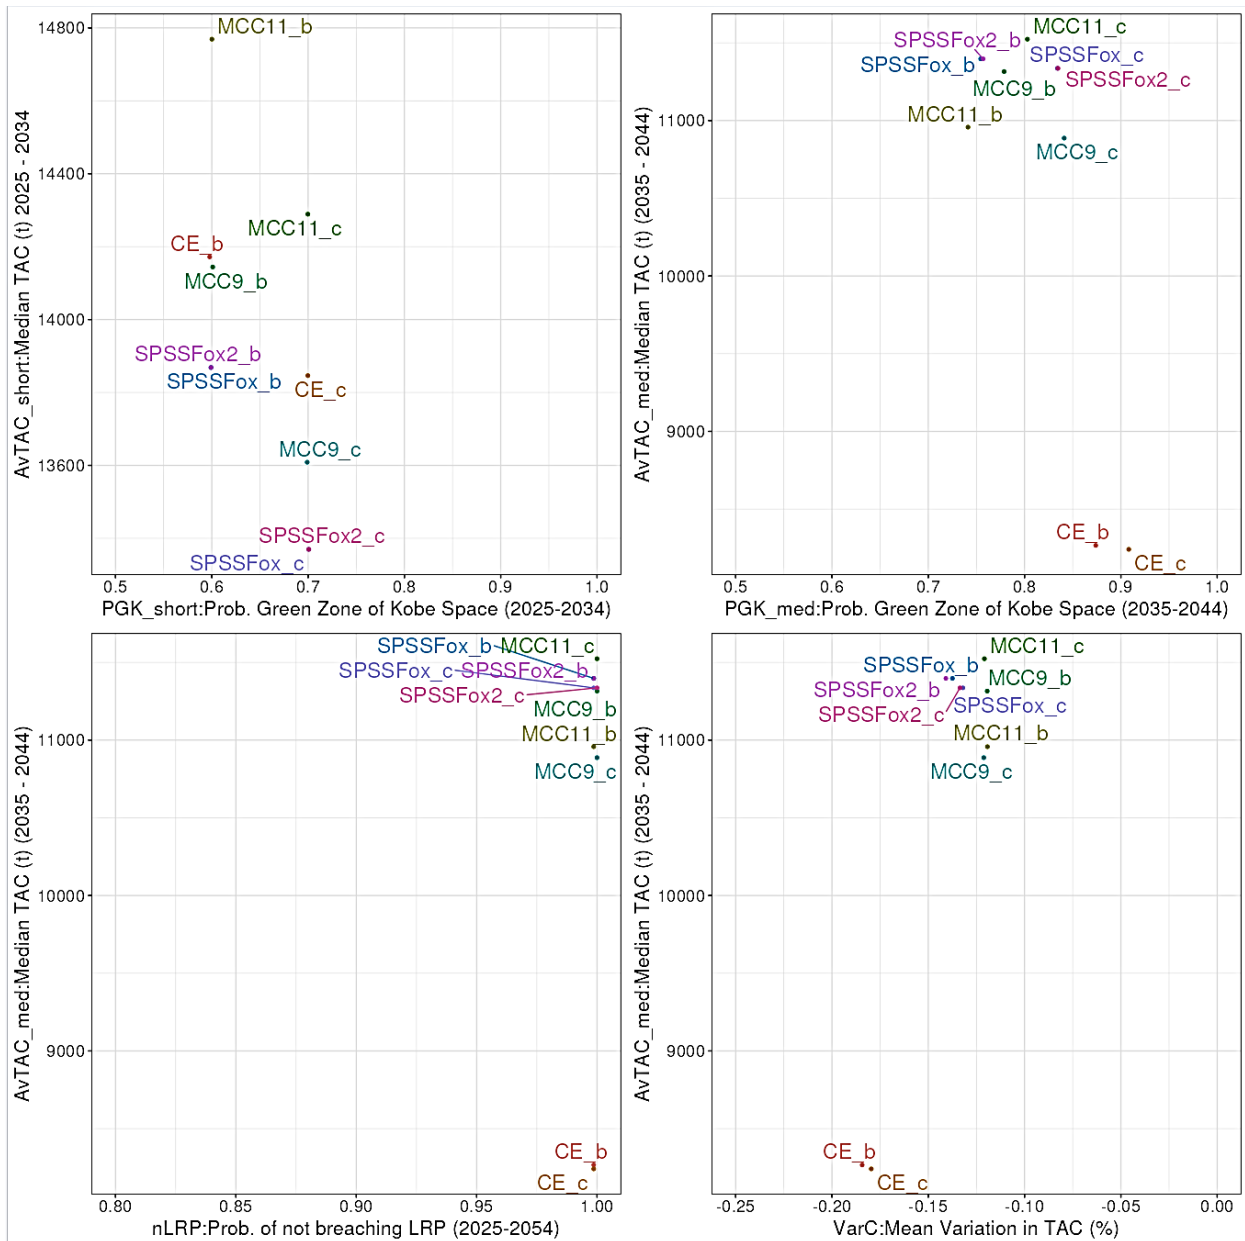 14800
14400
14000
13600
AvTAC_short:Median TAC (t) 2025 - 2034
MCC11_b
MCC11_c
CE_b
MCC9_b
SPSSFox2_b
SPSSFox_b
CE_c
MCC9_c
SPSSFox2_c
SPSSFox_c
0.5 0.6 0.7 0.8 0.9 1.0
PGK_short:Prob. Green Zone of Kobe Space (2025-2034)
11000
10000
9000
AvTAC_med:Median TAC (t) (2035 - 2044)
MCC11_c
SPSSFox2_b
SPSSFox_c
SPSSFox_b
SPSSFox2_c
MCC9_b
MCC11_b
MCC9_c
CE_b
CE_c
0.5 0.6 0.7 0.8 0.9 1.0
PGK_med:Prob. Green Zone of Kobe Space (2035-2044)
11000
10000
9000
AvTAC_med:Median TAC (t) (2035 - 2044)
SPSSFox_b
MCC11_c
SPSSFox_c
SPSSFox2_b
SPSSFox2_c
MCC9_b
MCC11_b
MCC9_c
CE_b
CE_c
0.80 0.85 0.90 0.95 1.00
nLRP:Prob. of not breaching LRP (2025-2054)
11000
10000
9000
AvTAC_med:Median TAC (t) (2035 - 2044)
MCC11_c
SPSSFox_b
MCC9_b
SPSSFox2_b
SPSSFox_c
SPSSFox2_c
MCC11_b
MCC9_c
CE_b
CE_c
-0.25 -0.20 -0.15 -0.10 -0.05 0.00
VarC:Mean Variation in TAC (%)